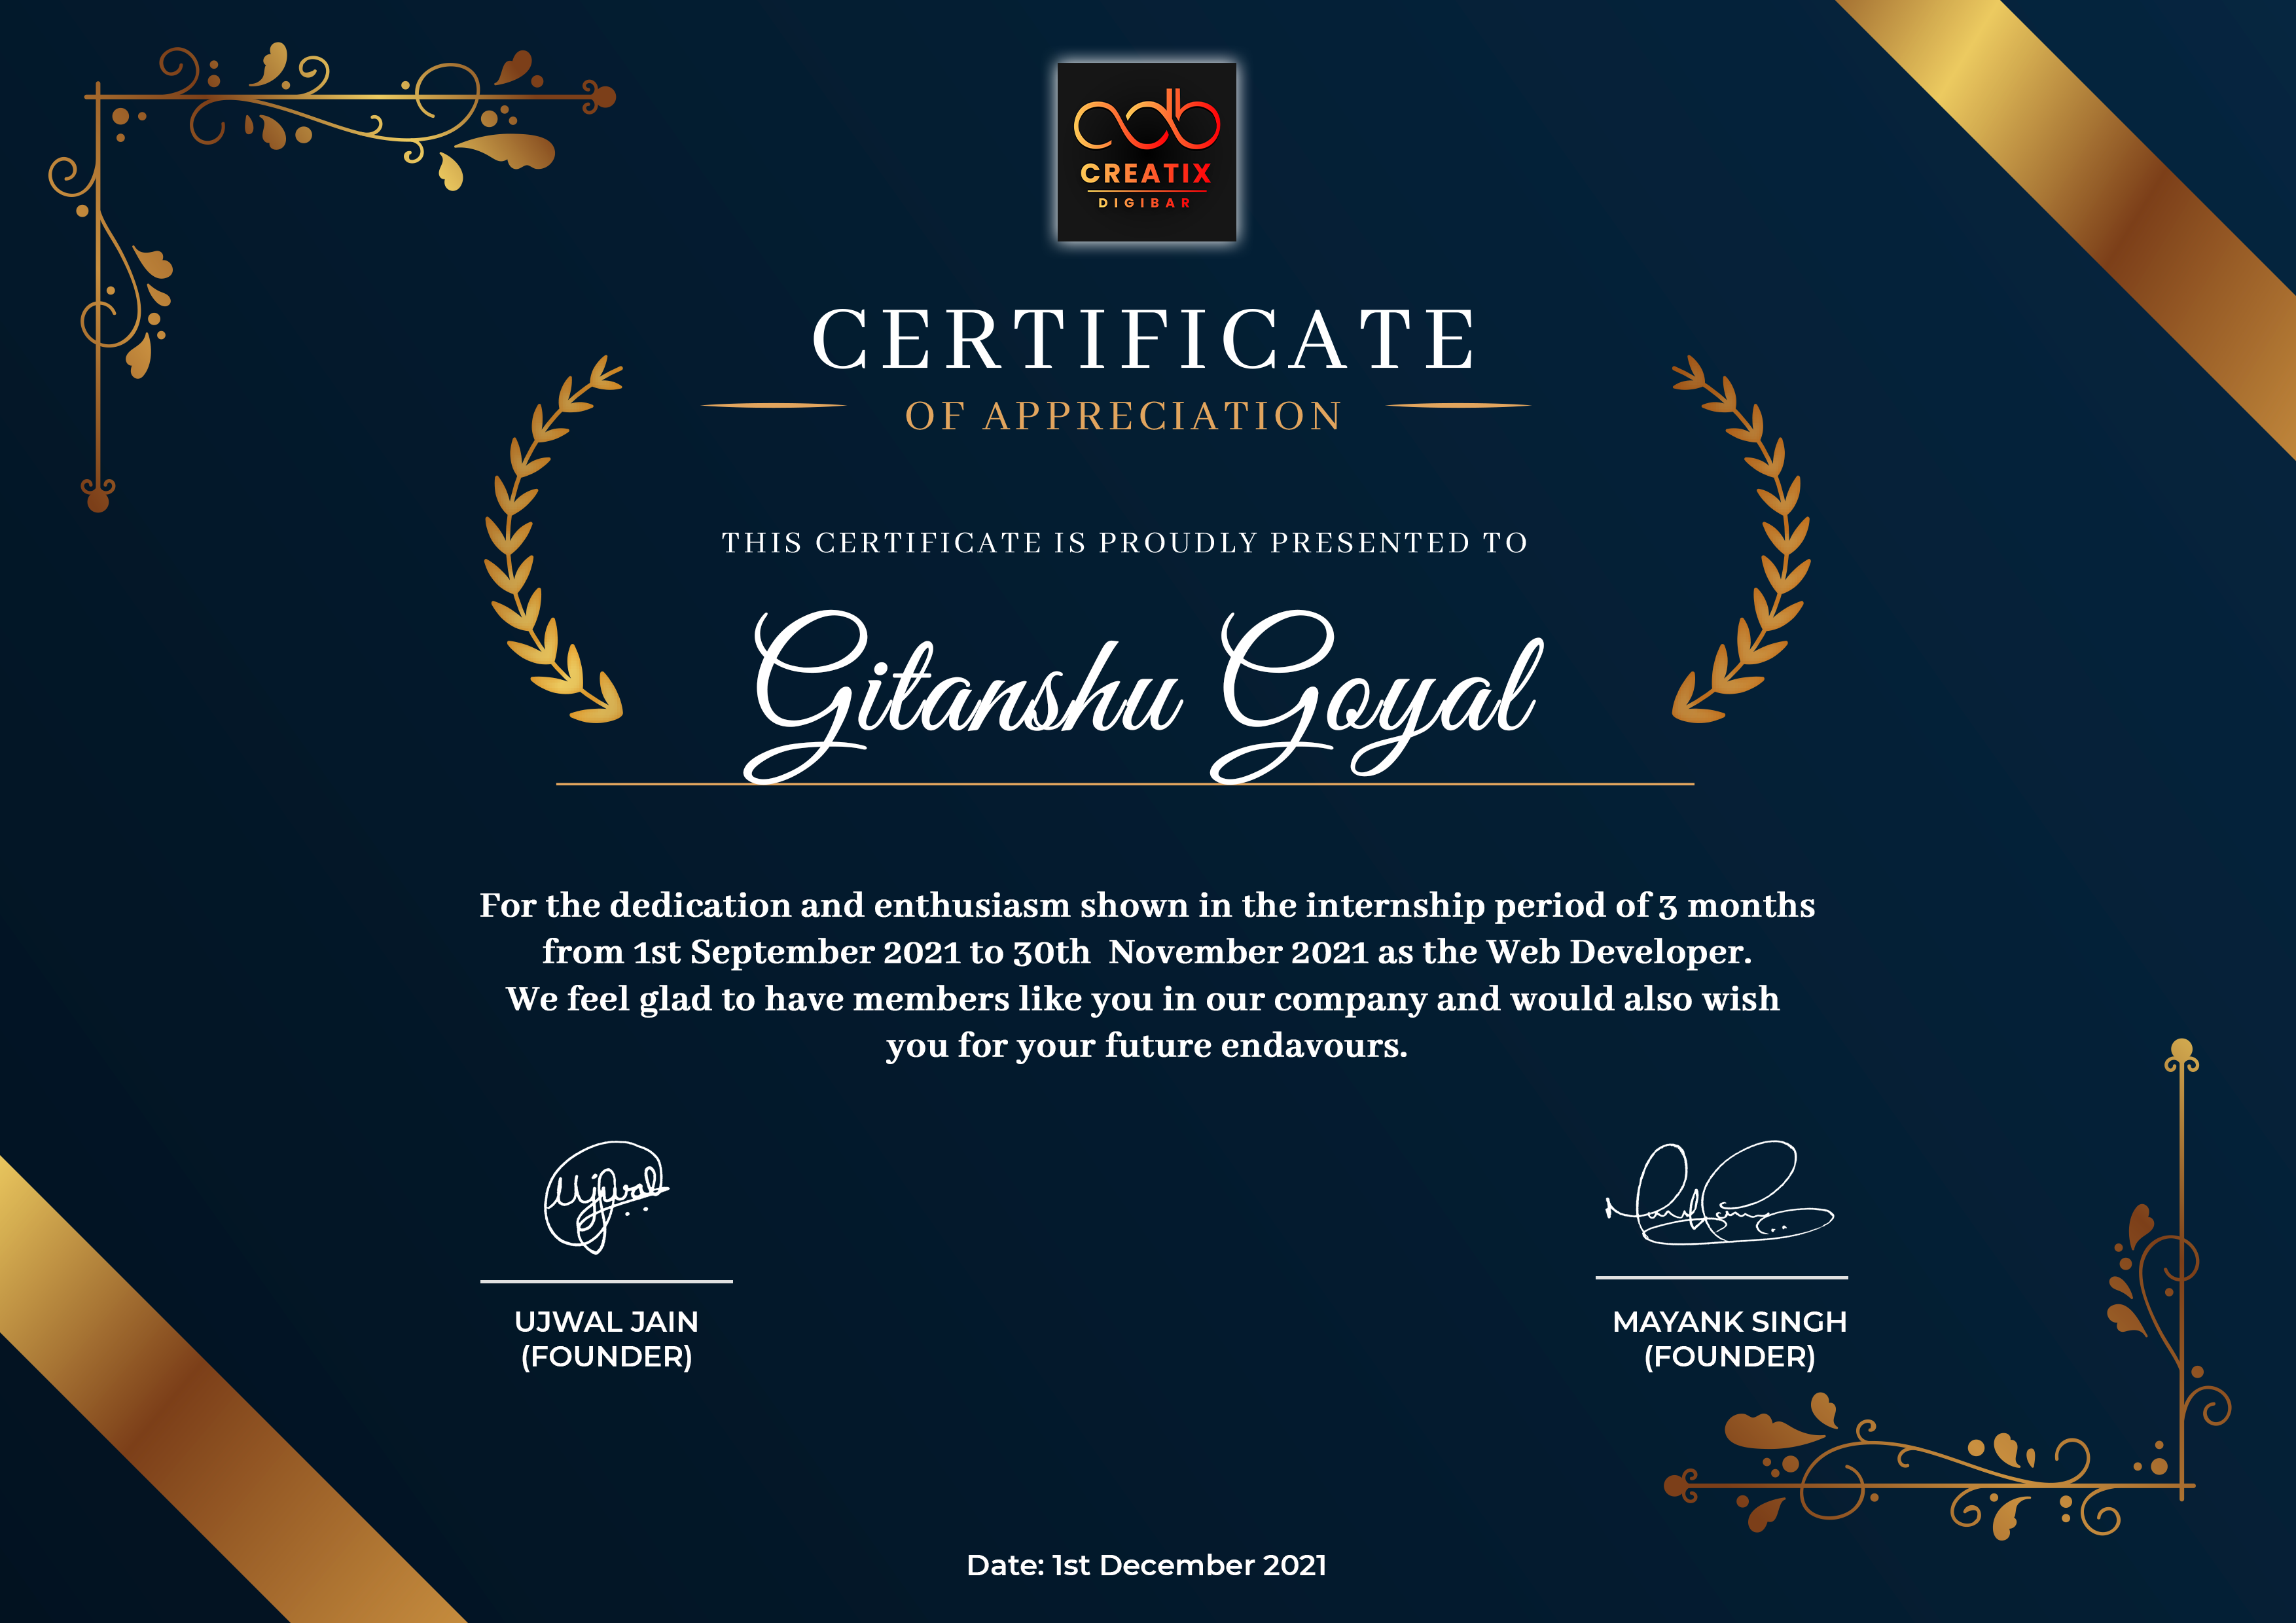 cdb
CREATIX
DIGIBAR
CERTIFICATE
OF APPRECIATION
THIS CERTIFICATE IS PROUDLY PRESENTED TO
Gitanshu Goyal
For the dedication and enthusiasm shown in the internship period of 3 months
from 1st September 2021 to 30th November 2021 as the Web Developer.
We feel glad to have members like you in our company and would also wish
you for your future endavours.
Ujwal
UJWAL JAIN
(FOUNDER)
MAYANK SINGH
(FOUNDER)
Date: 1st December 2021